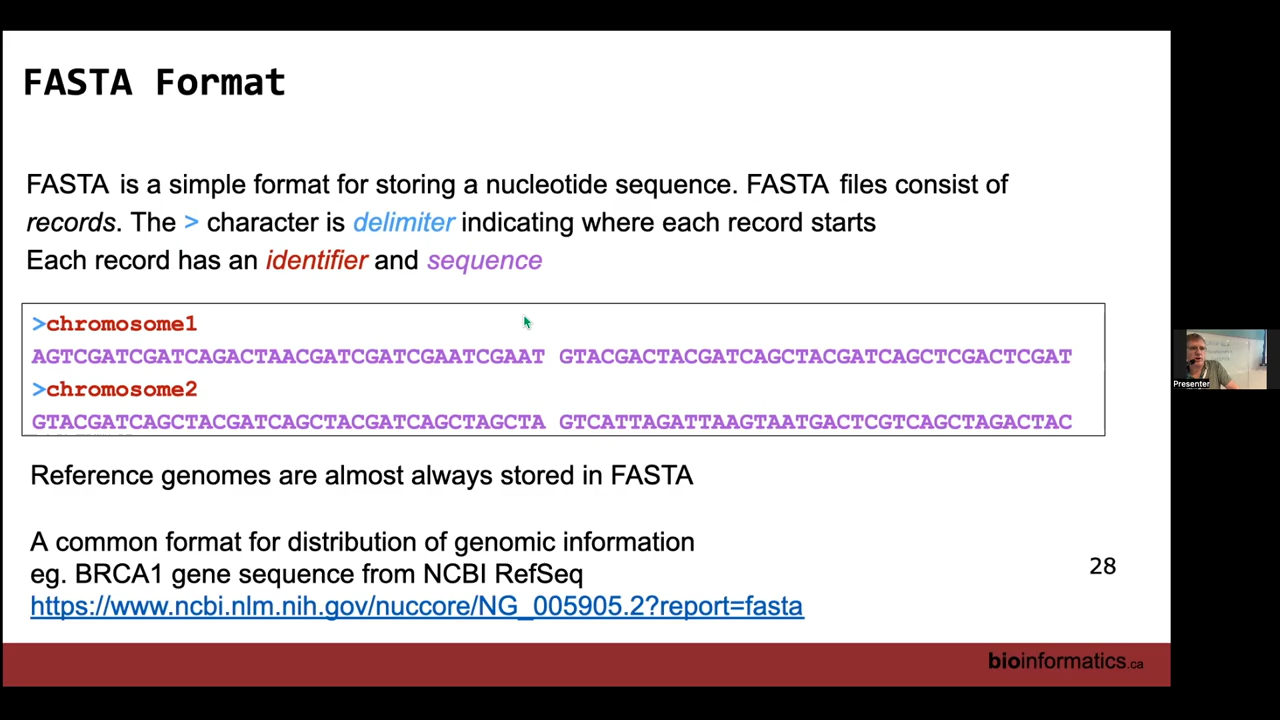 FASTA Format
FASTA is a simple format for storing a nucleotide sequence. FASTA files consist of
records. The > character is delimiter indicating where each record starts
Each record has an identifier and sequence
>chromosome1
AGTCGATCGATCAGACTAACGATCGATCGAATCGAAT GTACGACTACGATCAGCTACGATCAGCTCGACTCGAT
>chromosome2
GTACGATCAGCTACGATCAGCTACGATCAGCTAGCTA GTCATTAGATTAAGTAATGACTCGTCAGCTAGACTAC
Reference genomes are almost always stored in FASTA
A common format for distribution of genomic information
eg. BRCA1 gene sequence from NCBI RefSeq
https://www.ncbi.nlm.nih.gov/nuccore/NG_005905.2?report=fasta
28
bioinformatics.ca
Presenter